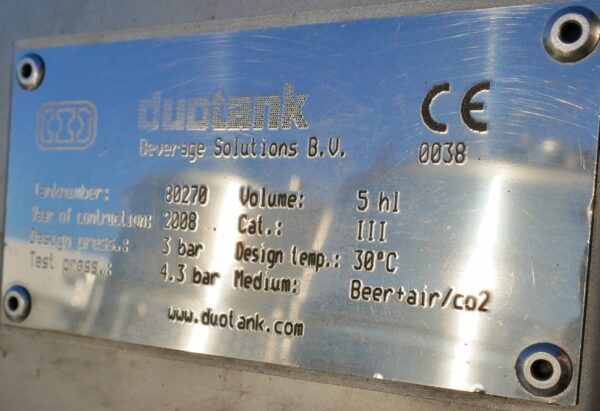 duotank
CE
Beverage Solutions B.V.
0038
Tanknumber: 80270 Volume: 5 hl
Year of contruction: 2008 Cat.: III
Design press.: 3 bar Design temp.: 30°C
Test press.: 4.3 bar Medium: Beer+air/co2
www.duotank.com